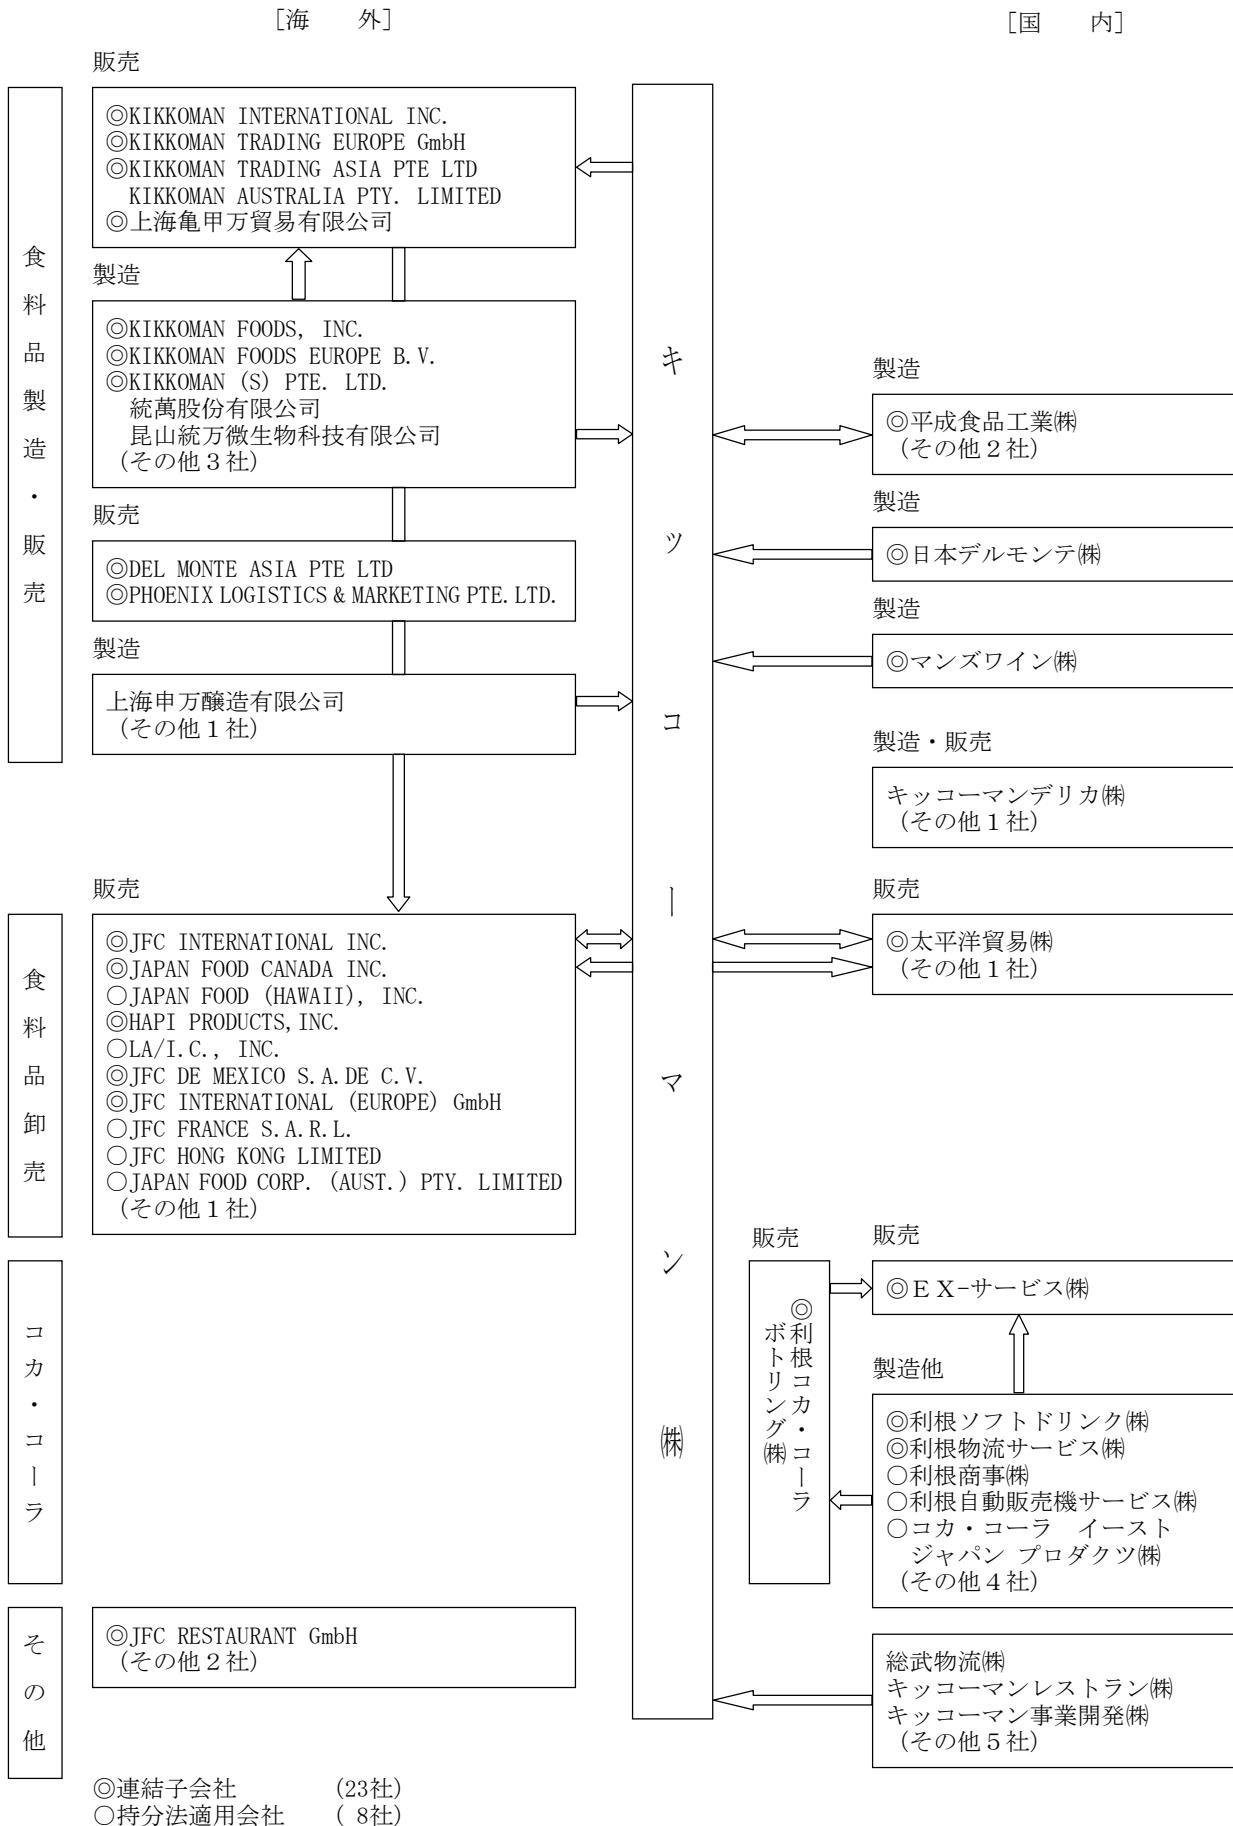 ［海　外］
［国　内］
食料品製造・販売
販売
◎KIKKOMAN INTERNATIONAL INC.
◎KIKKOMAN TRADING EUROPE GmbH
◎KIKKOMAN TRADING ASIA PTE LTD
KIKKOMAN AUSTRALIA PTY. LIMITED
◎上海亀甲万貿易有限公司
製造
◎KIKKOMAN FOODS, INC.
◎KIKKOMAN FOODS EUROPE B.V.
◎KIKKOMAN (S) PTE. LTD.
統萬股份有限公司
昆山統万微生物科技有限公司
（その他３社）
販売
◎DEL MONTE ASIA PTE LTD
◎PHOENIX LOGISTICS & MARKETING PTE.LTD.
製造
上海申万醸造有限公司
（その他１社）
食料品卸売
販売
◎JFC INTERNATIONAL INC.
◎JAPAN FOOD CANADA INC.
○JAPAN FOOD (HAWAII), INC.
◎HAPI PRODUCTS,INC.
○LA/I.C., INC.
◎JFC DE MEXICO S.A.DE C.V.
◎JFC INTERNATIONAL (EUROPE) GmbH
○JFC FRANCE S.A.R.L.
○JFC HONG KONG LIMITED
○JAPAN FOOD CORP. (AUST.) PTY. LIMITED
（その他１社）
コカ・コーラ
その他
◎JFC RESTAURANT GmbH
（その他２社）
キッコーマン㈱
製造
◎平成食品工業㈱
（その他２社）
製造
◎日本デルモンテ㈱
製造
◎マンズワイン㈱
製造・販売
キッコーマンデリカ㈱
（その他１社）
販売
◎太平洋貿易㈱
（その他１社）
販売
◎利根コカ・コーラ
ボトリング㈱
販売
◎ＥＸ-サービス㈱
製造他
◎利根ソフトドリンク㈱
◎利根物流サービス㈱
○利根商事㈱
○利根自動販売機サービス㈱
○コカ・コーラ　イースト
ジャパン プロダクツ㈱
（その他４社）
総武物流㈱
キッコーマンレストラン㈱
キッコーマン事業開発㈱
（その他５社）
◎連結子会社　　　　(23社)
○持分法適用会社　　( 8社)